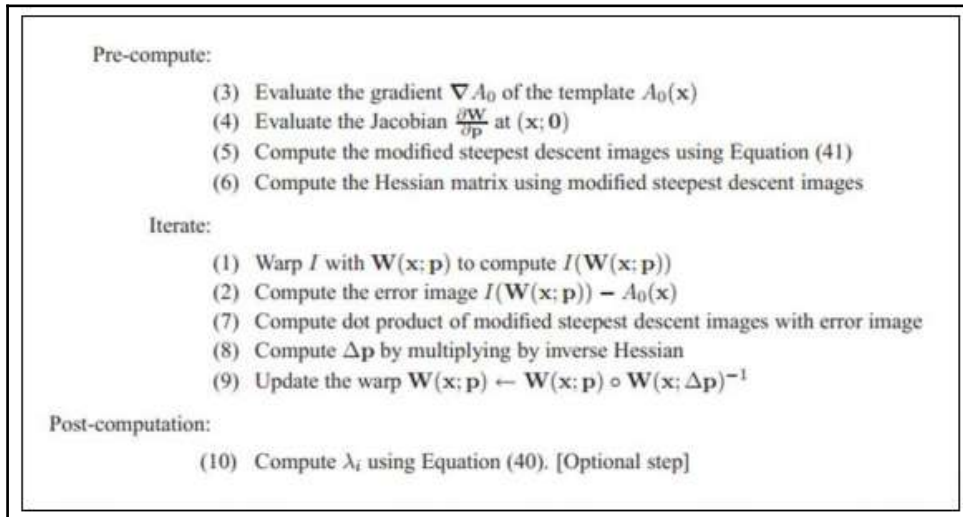 Pre-compute:
(3) Evaluate the gradient ∇A₀ of the template A₀(x)
(4) Evaluate the Jacobian ∂W/∂p at (x; 0)
(5) Compute the modified steepest descent images using Equation (41)
(6) Compute the Hessian matrix using modified steepest descent images
Iterate:
(1) Warp I with W(x; p) to compute I(W(x; p))
(2) Compute the error image I(W(x; p)) − A₀(x)
(7) Compute dot product of modified steepest descent images with error image
(8) Compute Δp by multiplying by inverse Hessian
(9) Update the warp W(x; p) ← W(x; p) ∘ W(x; Δp)⁻¹
Post-computation:
(10) Compute λᵢ using Equation (40). [Optional step]